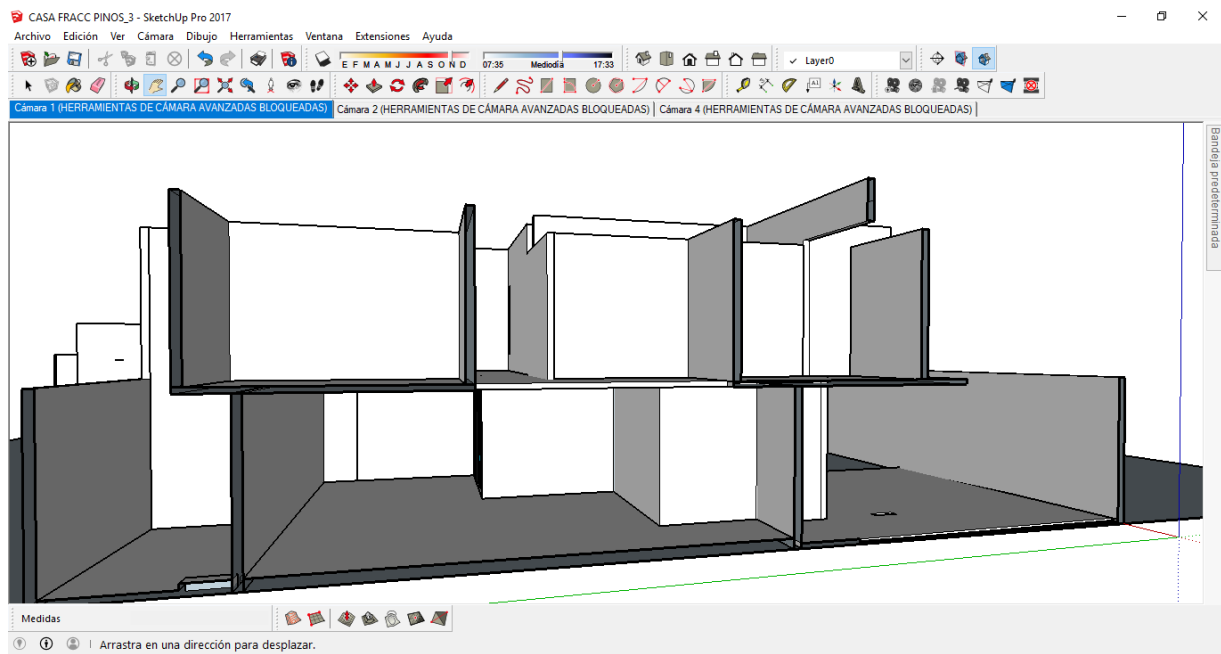 CASA FRACC PINOS_3 - SketchUp Pro 2017
Archivo Edición Ver Cámara Dibujo Herramientas Ventana Extensiones Ayuda
E F M A M J J A S O N D 07:35 Mediodía 17:33 Layer0
A1
Cámara 1 (HERRAMIENTAS DE CÁMARA AVANZADAS BLOQUEADAS) Cámara 2 (HERRAMIENTAS DE CÁMARA AVANZADAS BLOQUEADAS) Cámara 4 (HERRAMIENTAS DE CÁMARA AVANZADAS BLOQUEADAS)
Bandeja predeterminada
Medidas
Arrastra en una dirección para desplazar.